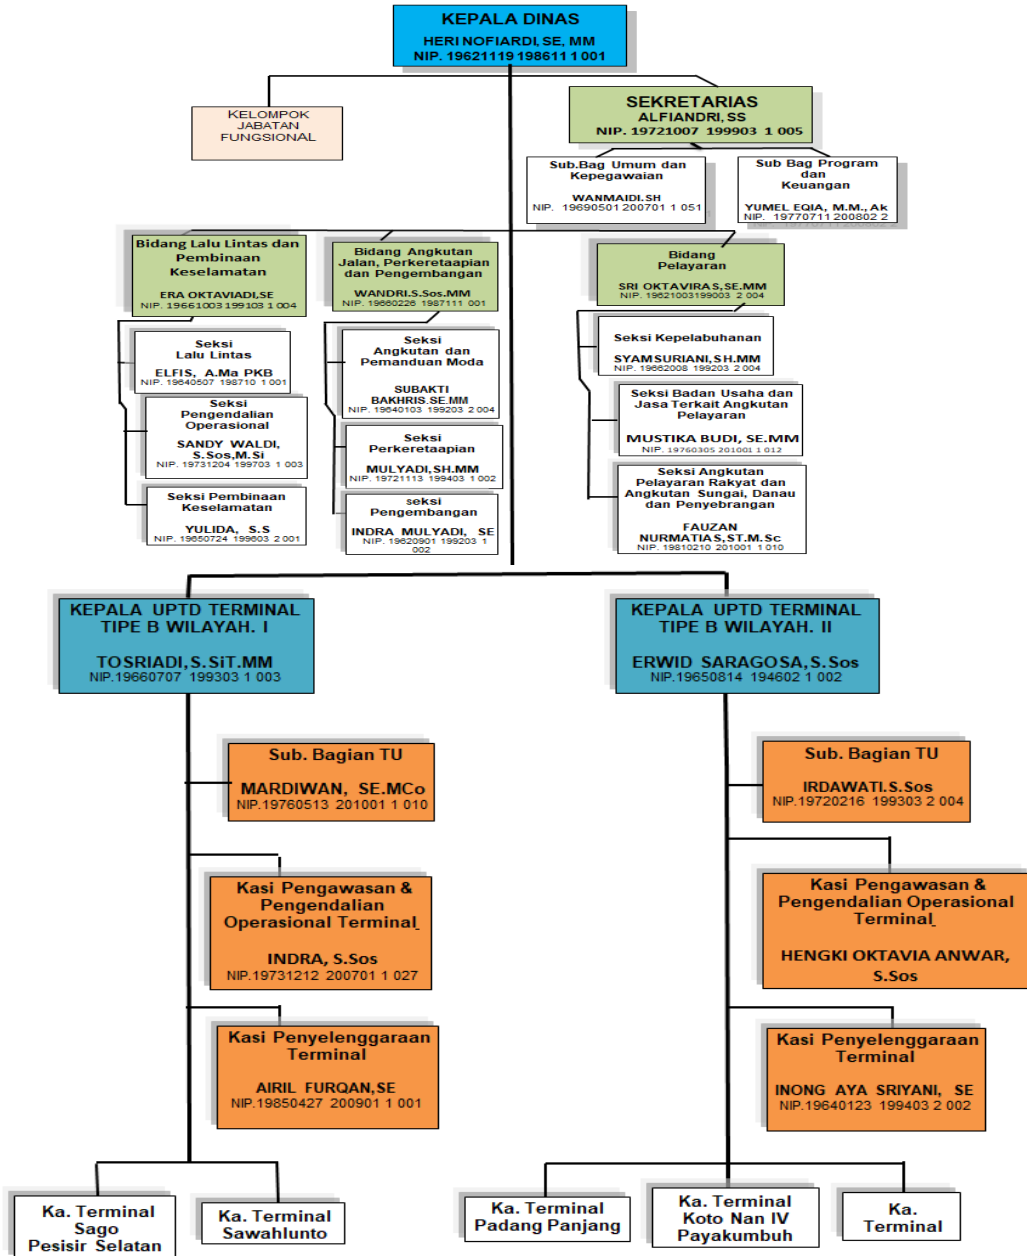 KEPALA DINAS
HERI NOFIARDI, SE, MM
NIP. 19621119 198611 1 001
KELOMPOK
JABATAN
FUNGSIONAL
SEKRETARIAS
ALFIANDRI, SS
NIP. 19721007 199903 1 005
Sub.Bag Umum dan
Kepegawaian
WANMAIDI.SH
NIP. 19690501 200701 1 051
Sub Bag Program
dan
Keuangan
YUMEL EQIA, M.M., Ak
NIP. 19770711 200802 2
Bidang Lalu Lintas dan
Pembinaan
Keselamatan
ERA OKTAVIADI,SE
NIP. 19661003 199103 1 004
Bidang Angkutan
Jalan, Perkeretaapian
dan Pengembangan
WANDRI.S.Sos.MM
NIP. 19660226 1987111 001
Bidang
Pelayaran
SRI OKTAVIRAS, SE.MM
NIP. 19621003199003 2 004
Seksi
Lalu Lintas
ELFIS, A.Ma PKB
NIP. 19640507 198710 1 001
Seksi
Pengendalian
Operasional
SANDY WALDI,
S.Sos,M.Si
NIP. 19731204 199703 1 003
Seksi Pembinaan
Keselamatan
YULIDA, S.S
NIP. 19650724 199603 2 001
Seksi
Angkutan dan
Pemanduan Moda
SUBAKTI
BAKHRIS.SE.MM
NIP. 19640103 199203 2 004
Seksi
Perkeretaapian
MULYADI,SH.MM
NIP. 19721113 199403 1 002
seksi
Pengembangan
INDRA MULYADI, SE
NIP. 19620901 199203 1
002
Seksi Kepelabuhanan
SYAMSURIANI, SH.MM
NIP. 19662008 199203 2 004
Seksi Badan Usaha dan
Jasa Terkait Angkutan
Pelayaran
MUSTIKA BUDI, SE.MM
NIP. 19760305 201001 1 012
Seksi Angkutan
Pelayaran Rakyat dan
Angkutan Sungai, Danau
dan Penyebrangan
FAUZAN
NURMATIAS,ST.M.Sc
NIP. 19810210 201001 1 010
KEPALA UPTD TERMINAL
TIPE B WILAYAH. I
TOSRIADI, S.SiT.MM
NIP.19660707 199303 1 003
KEPALA UPTD TERMINAL
TIPE B WILAYAH. II
ERWID SARAGOSA, S.Sos
NIP.19650814 194602 1 002
Sub. Bagian TU
MARDIWAN, SE.MCo
NIP.19760513 201001 1 010
Kasi Pengawasan &
Pengendalian
Operasional Terminal
INDRA, S.Sos
NIP.19731212 200701 1 027
Kasi Penyelenggaraan
Terminal
AIRIL FURQAN,SE
NIP.19850427 200901 1 001
Sub. Bagian TU
IRDAWATI.S.Sos
NIP.19720216 199303 2 004
Kasi Pengawasan &
Pengendalian Operasional
Terminal
HENGKI OKTAVIA ANWAR,
S.Sos
Kasi Penyelenggaraan
Terminal
INONG AYA SRIYANI, SE
NIP.19640123 199403 2 002
Ka. Terminal
Sago
Pesisir Selatan
Ka. Terminal
Sawahlunto
Ka. Terminal
Padang Panjang
Ka. Terminal
Koto Nan IV
Payakumbuh
Ka.
Terminal